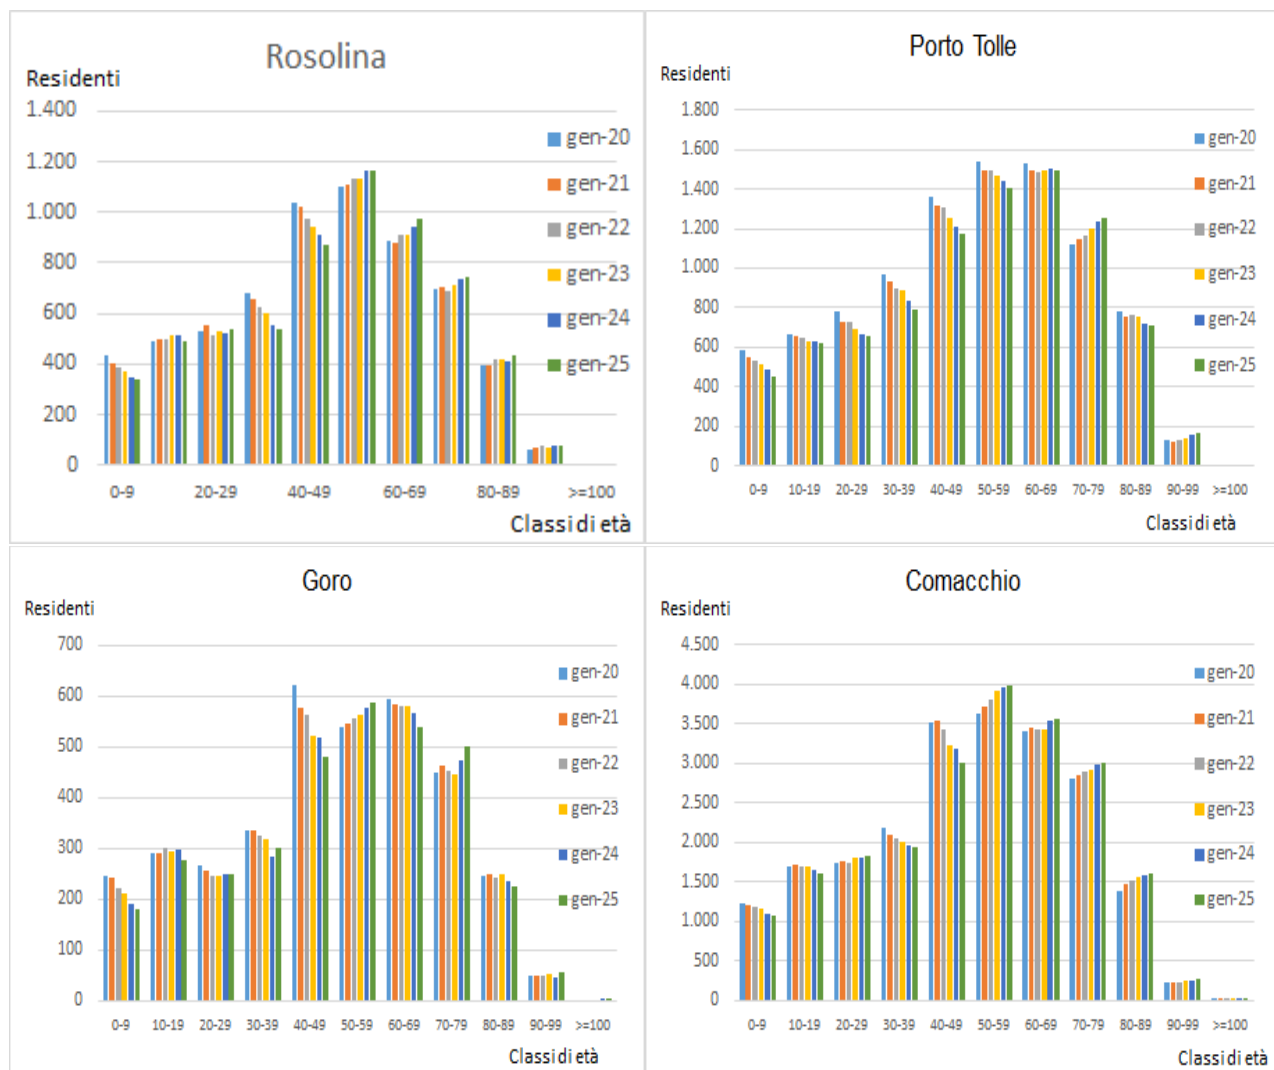 Rosolina
Residenti
1.400
1.200
1.000
800
600
400
200
0
0-9 20-29 40-49 60-69 80-89 >=100
Classi di età
gen-20
gen-21
gen-22
gen-23
gen-24
gen-25
Porto Tolle
Residenti
1.800
1.600
1.400
1.200
1.000
800
600
400
200
0
0-9 10-19 20-29 30-39 40-49 50-59 60-69 70-79 80-89 90-99 >=100
Classi di età
gen-20
gen-21
gen-22
gen-23
gen-24
gen-25
Goro
Residenti
700
600
500
400
300
200
100
0
0-9 10-19 20-29 30-39 40-49 50-59 60-69 70-79 80-89 90-99 >=100
Classi di età
gen-20
gen-21
gen-22
gen-23
gen-24
gen-25
Comacchio
Residenti
4.500
4.000
3.500
3.000
2.500
2.000
1.500
1.000
500
0
0-9 10-19 20-29 30-39 40-49 50-59 60-69 70-79 80-89 90-99 >=100
Classi di età
gen-20
gen-21
gen-22
gen-23
gen-24
gen-25